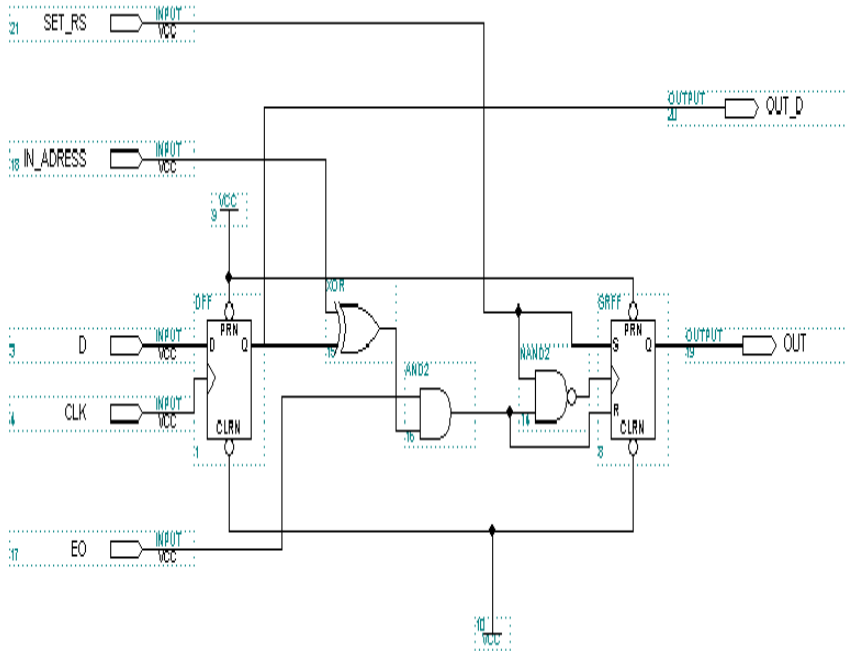 SET_RS
INPUT
VCC
21
OUTPUT
OUT_D
20
IN_ADRESS
INPUT
VCC
18
VCC
9
DFF
PRN
D
Q
CLRN
1
XOR
15
AND2
16
NAND2
14
SRFF
PRN
S
Q
R
CLRN
8
OUTPUT
OUT
19
D
INPUT
VCC
3
CLK
INPUT
VCC
4
EO
INPUT
VCC
17
10
VCC